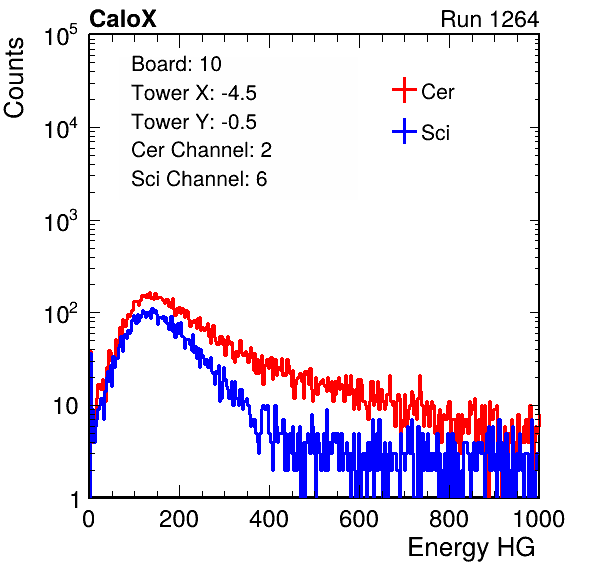 CaloX Run 1264
Counts
10^5
10^4
10^3
10^2
10
1
Board: 10
Tower X: -4.5
Tower Y: -0.5
Cer Channel: 2
Sci Channel: 6
Cer
Sci
0 200 400 600 800 1000
Energy HG